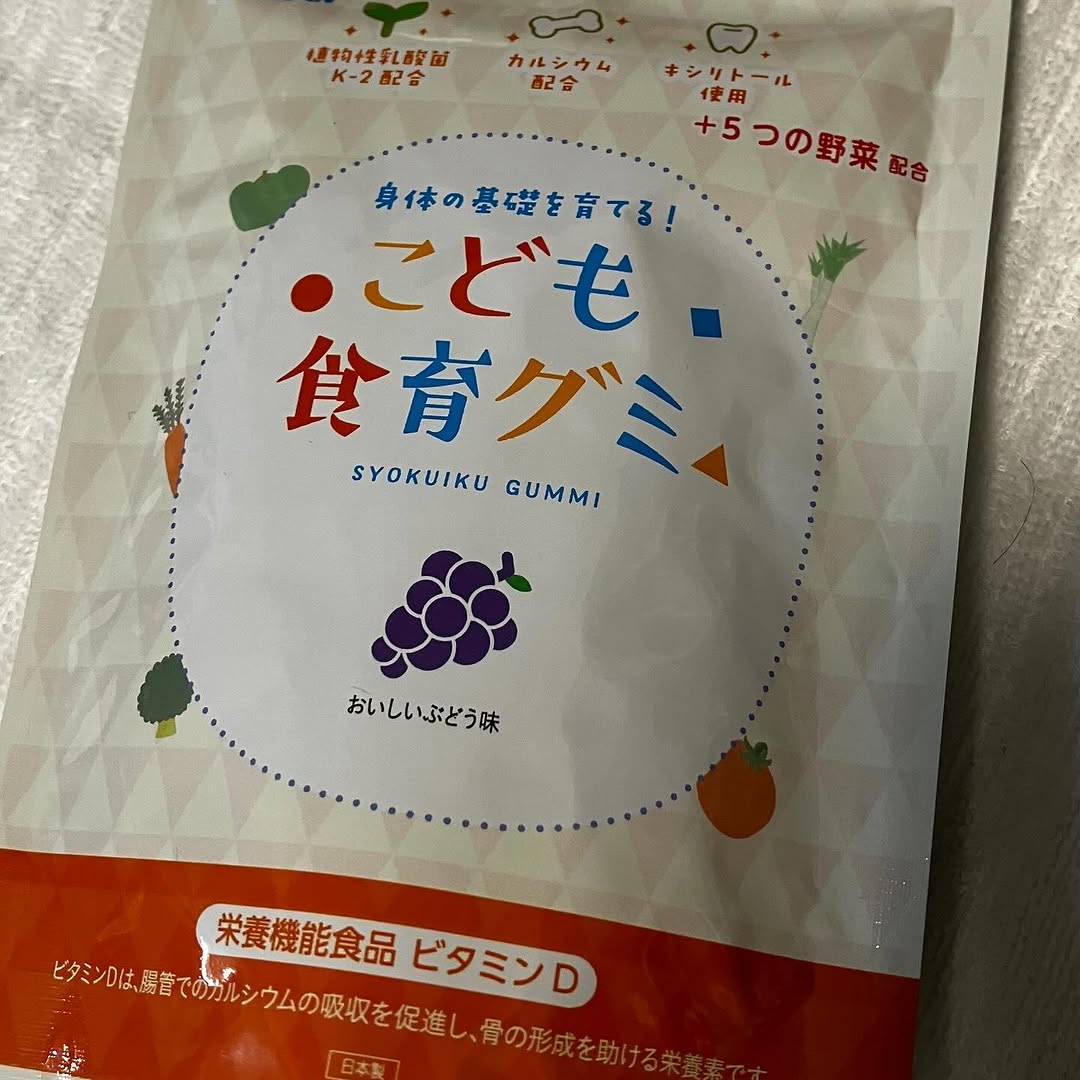 植物性乳酸菌
K-2配合
カルシウム
配合
キシリトール
使用
+5つの野菜 配合
身体の基礎を育てる!
こども
食育グミ
SYOKUIKU GUMMI
おいしいぶどう味
栄養機能食品 ビタミンD
ビタミンDは、腸管でのカルシウムの吸収を促進し、骨の形成を助ける栄養素です
日本製